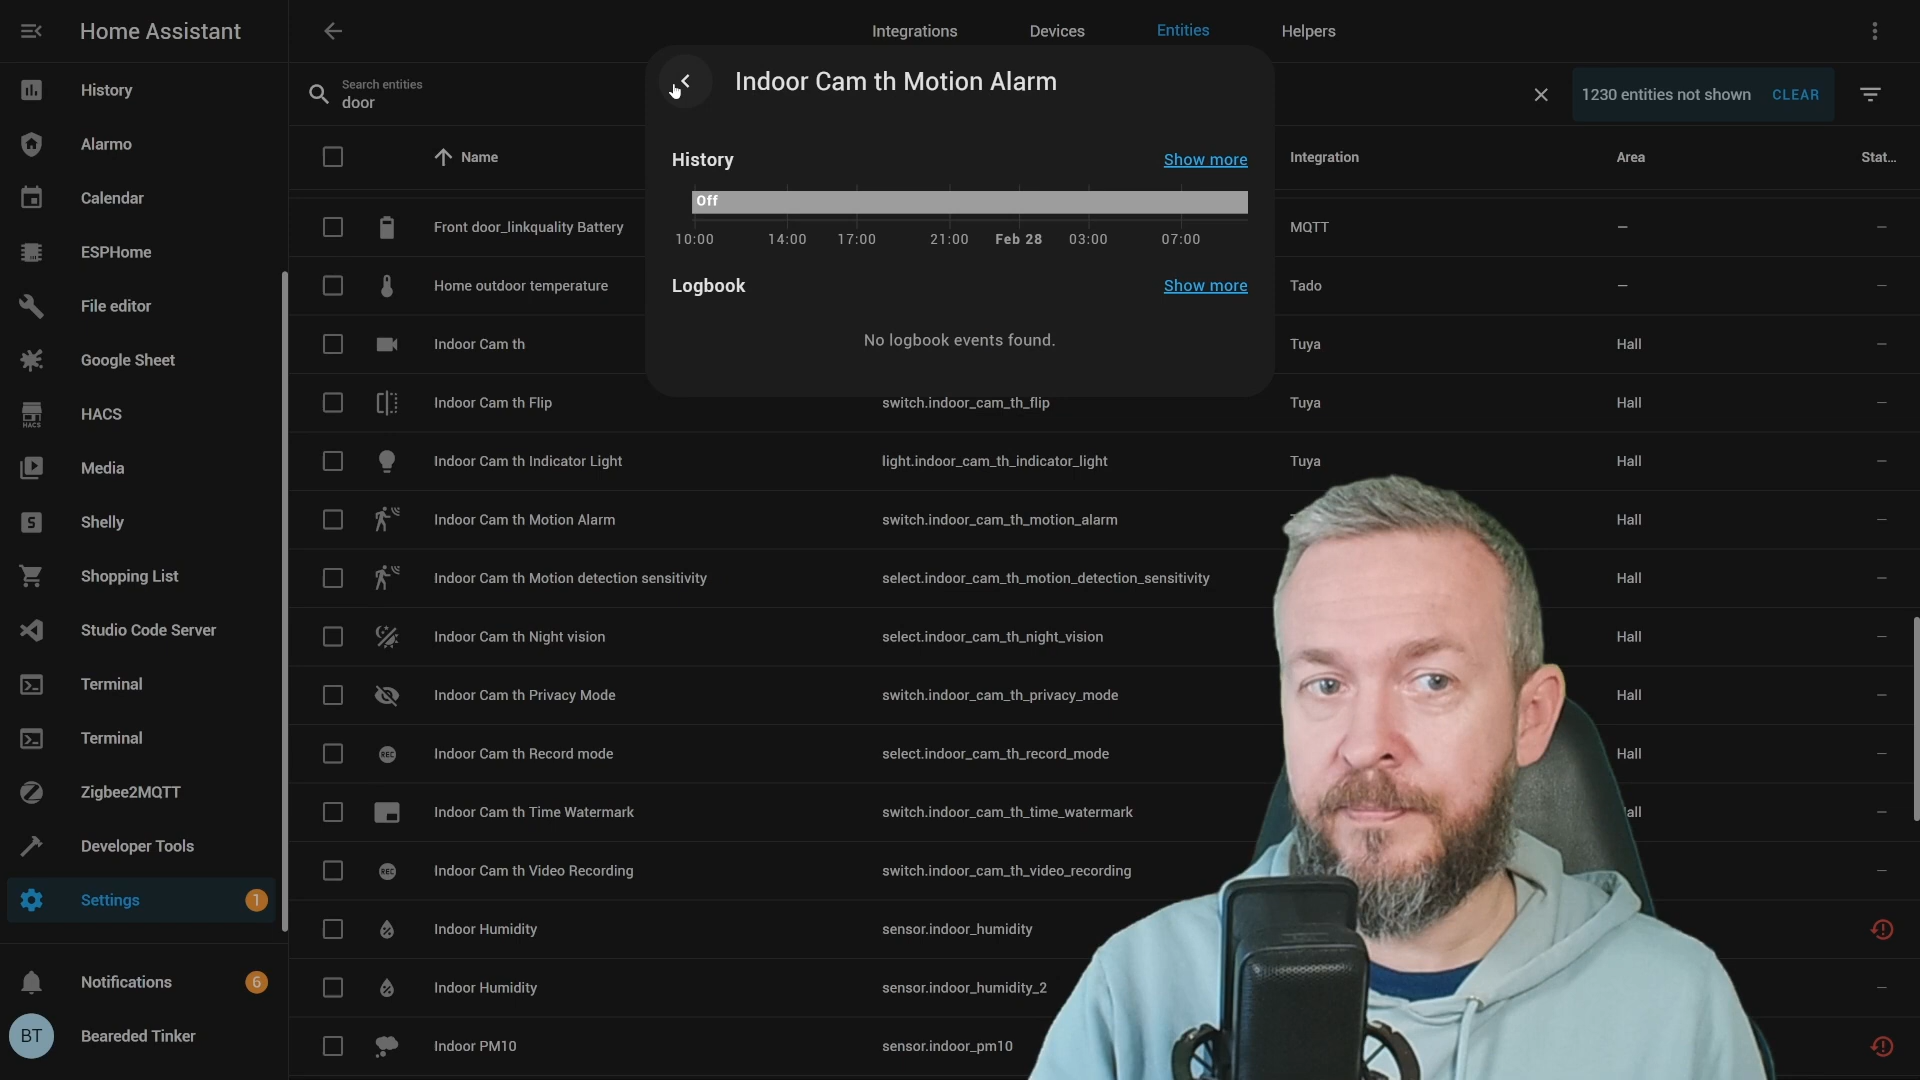 Home Assistant
Integrations
Devices
Entities
Helpers
History
Alarmo
Calendar
ESPHome
File editor
Google Sheet
HACS
HACS
Media
S
Shelly
Shopping List
Studio Code Server
Terminal
Terminal
Zigbee2MQTT
Developer Tools
Settings
1
Notifications
6
BT
Beareded Tinker
Search entities
door
1230 entities not shown
CLEAR
Name
Integration
Area
Stat...
Indoor Cam th Motion Alarm
History
Show more
Off
10:00
14:00
17:00
21:00
Feb 28
03:00
07:00
Logbook
Show more
No logbook events found.
Front door_linkquality Battery
MQTT
—
—
Home outdoor temperature
Tado
—
—
Indoor Cam th
Tuya
Hall
—
Indoor Cam th Flip
switch.indoor_cam_th_flip
Tuya
Hall
—
Indoor Cam th Indicator Light
light.indoor_cam_th_indicator_light
Tuya
Hall
—
Indoor Cam th Motion Alarm
switch.indoor_cam_th_motion_alarm
Hall
—
Indoor Cam th Motion detection sensitivity
select.indoor_cam_th_motion_detection_sensitivity
Hall
—
Indoor Cam th Night vision
select.indoor_cam_th_night_vision
Hall
—
Indoor Cam th Privacy Mode
switch.indoor_cam_th_privacy_mode
Hall
—
REC
Indoor Cam th Record mode
select.indoor_cam_th_record_mode
Hall
—
Indoor Cam th Time Watermark
switch.indoor_cam_th_time_watermark
all
—
REC
Indoor Cam th Video Recording
switch.indoor_cam_th_video_recording
—
Indoor Humidity
sensor.indoor_humidity
Indoor Humidity
sensor.indoor_humidity_2
—
Indoor PM10
sensor.indoor_pm10